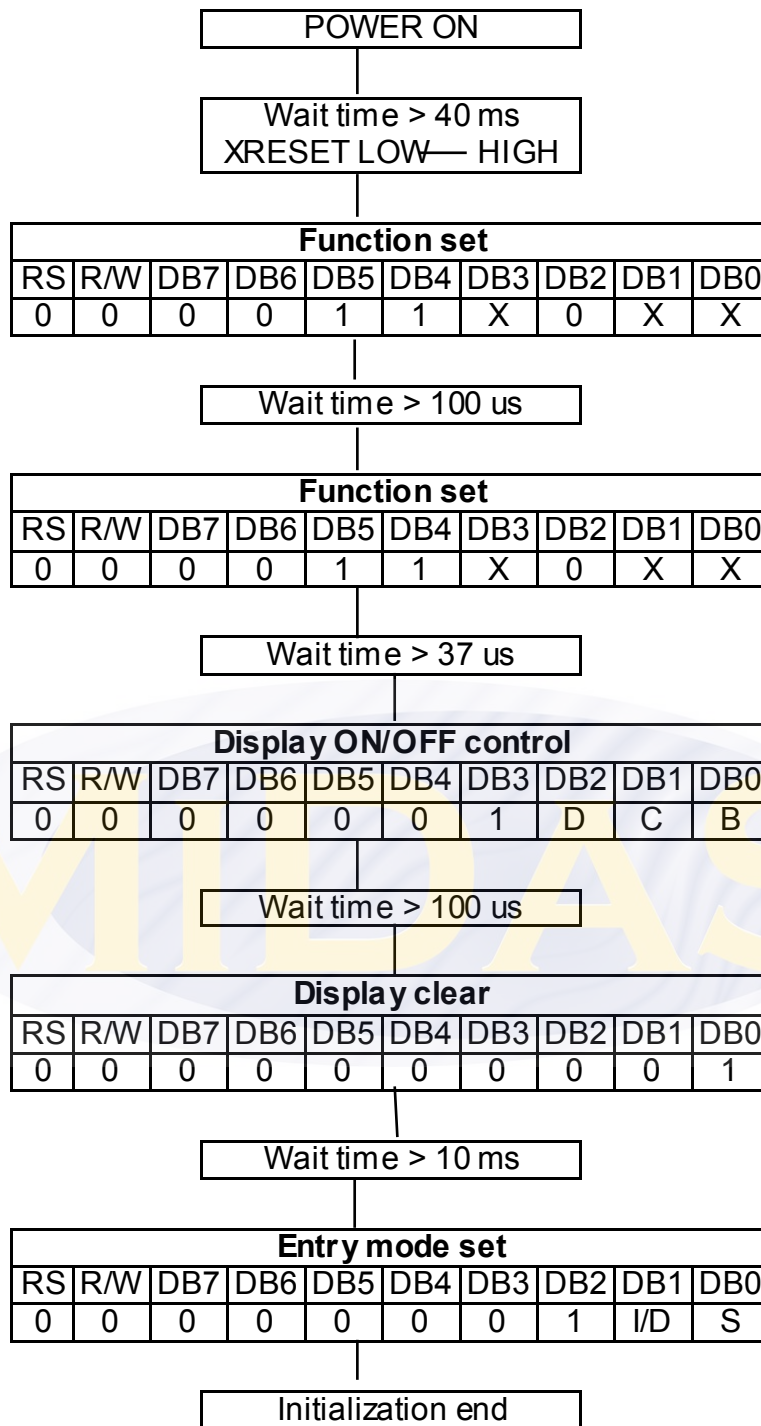 POWER ON
Wait time > 40 ms
XRESET LOW — HIGH
Function set
RS R/W DB7 DB6 DB5 DB4 DB3 DB2 DB1 DB0
0 0 0 0 1 1 X 0 X X
Wait time > 100 us
Function set
RS R/W DB7 DB6 DB5 DB4 DB3 DB2 DB1 DB0
0 0 0 0 1 1 X 0 X X
Wait time > 37 us
Display ON/OFF control
RS R/W DB7 DB6 DB5 DB4 DB3 DB2 DB1 DB0
0 0 0 0 0 0 1 D C B
Wait time > 100 us
Display clear
RS R/W DB7 DB6 DB5 DB4 DB3 DB2 DB1 DB0
0 0 0 0 0 0 0 0 0 1
Wait time > 10 ms
Entry mode set
RS R/W DB7 DB6 DB5 DB4 DB3 DB2 DB1 DB0
0 0 0 0 0 0 0 1 I/D S
Initialization end
MIDAS